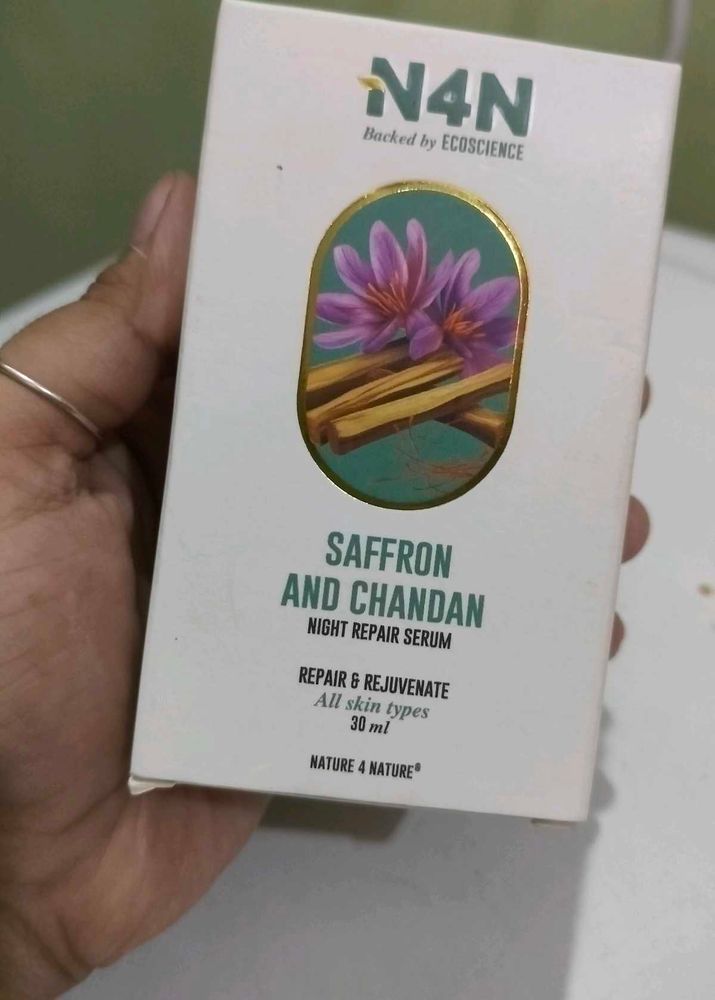 N4N
Backed by ECOSCIENCE
SAFFRON
AND CHANDAN
NIGHT REPAIR SERUM
REPAIR & REJUVENATE
All skin types
30 ml
NATURE 4 NATURE®